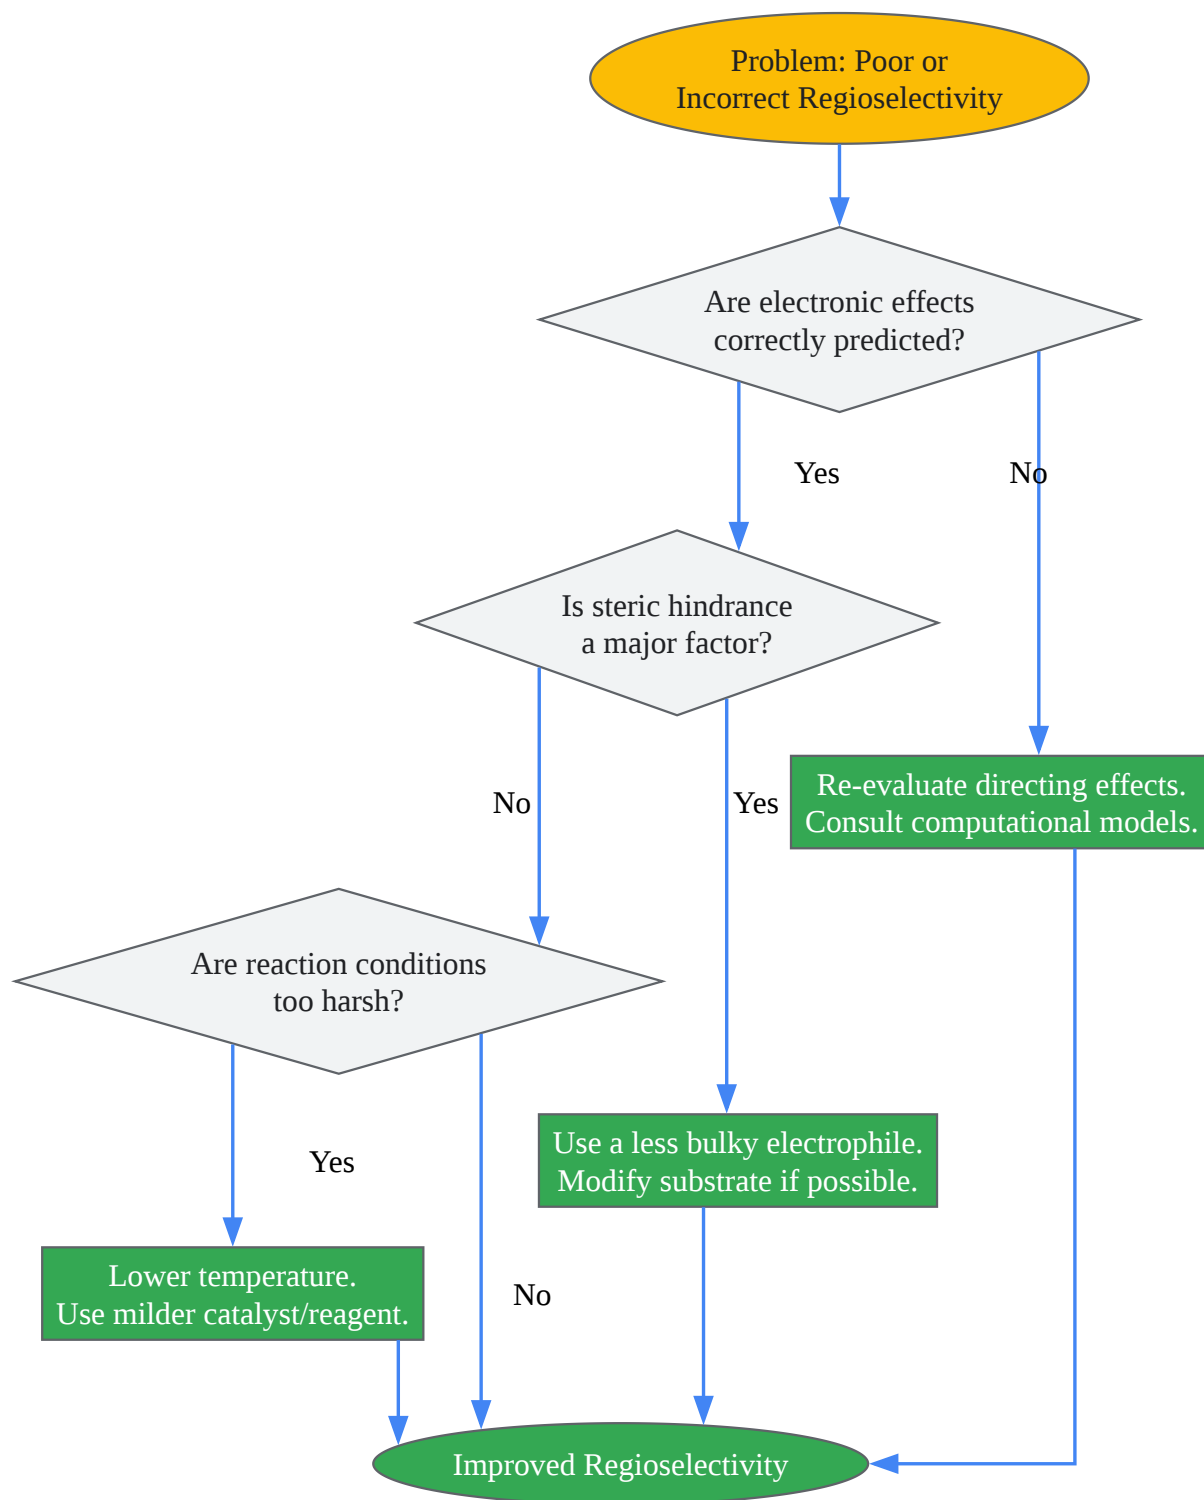 Problem: Poor or
Incorrect Regioselectivity
Are electronic effects
correctly predicted?
Yes
No
Is steric hindrance
a major factor?
No
Yes
Re-evaluate directing effects.
Consult computational models.
Are reaction conditions
too harsh?
Yes
Use a less bulky electrophile.
Modify substrate if possible.
Lower temperature.
Use milder catalyst/reagent.
No
Improved Regioselectivity